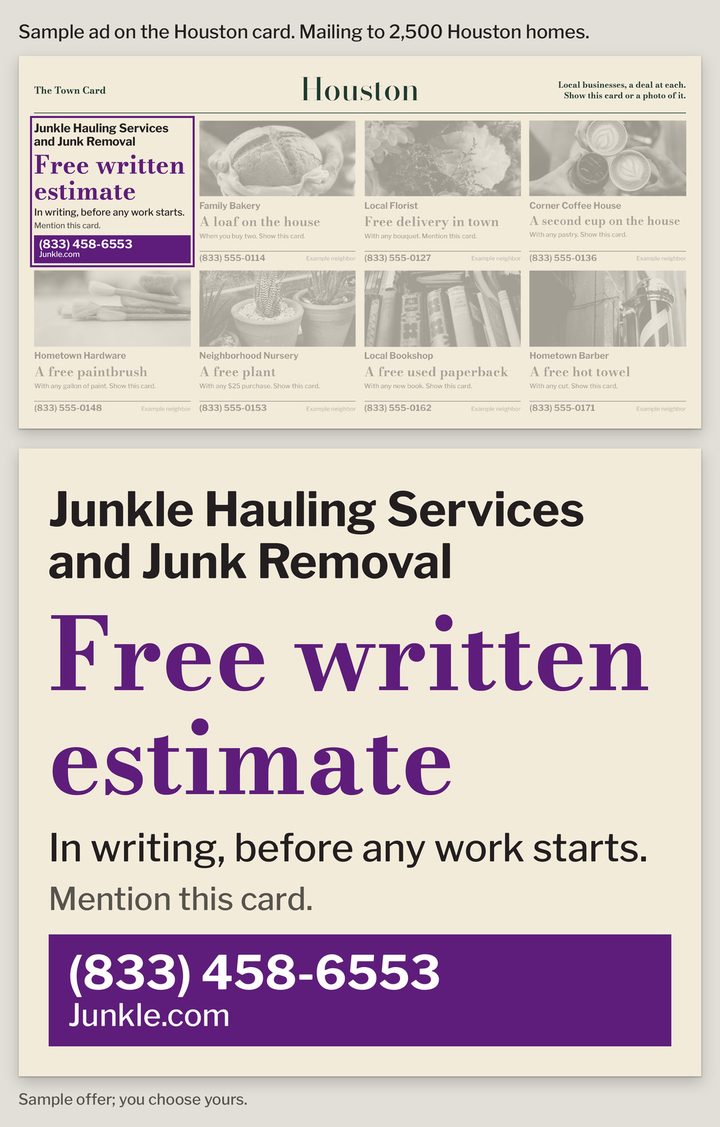 Sample ad on the Houston card. Mailing to 2,500 Houston homes.
The Town Card
Houston
Local businesses, a deal at each.
Show this card or a photo of it.
Junkle Hauling Services
and Junk Removal
Free written
estimate
In writing, before any work starts.
Mention this card.
(833) 458-6553
Junkle.com
Family Bakery
A loaf on the house
When you buy two. Show this card.
(833) 555-0114
Example neighbor
Local Florist
Free delivery in town
With any bouquet. Mention this card.
(833) 555-0127
Example neighbor
Corner Coffee House
A second cup on the house
With any pastry. Show this card.
(833) 555-0136
Example neighbor
Hometown Hardware
A free paintbrush
With any gallon of paint. Show this card.
(833) 555-0148
Example neighbor
Neighborhood Nursery
A free plant
With any $25 purchase. Show this card.
(833) 555-0153
Example neighbor
Local Bookshop
A free used paperback
With any new book. Show this card.
(833) 555-0162
Example neighbor
Hometown Barber
A free hot towel
With any cut. Show this card.
(833) 555-0171
Example neighbor
Junkle Hauling Services
and Junk Removal
Free written
estimate
In writing, before any work starts.
Mention this card.
(833) 458-6553
Junkle.com
Sample offer; you choose yours.